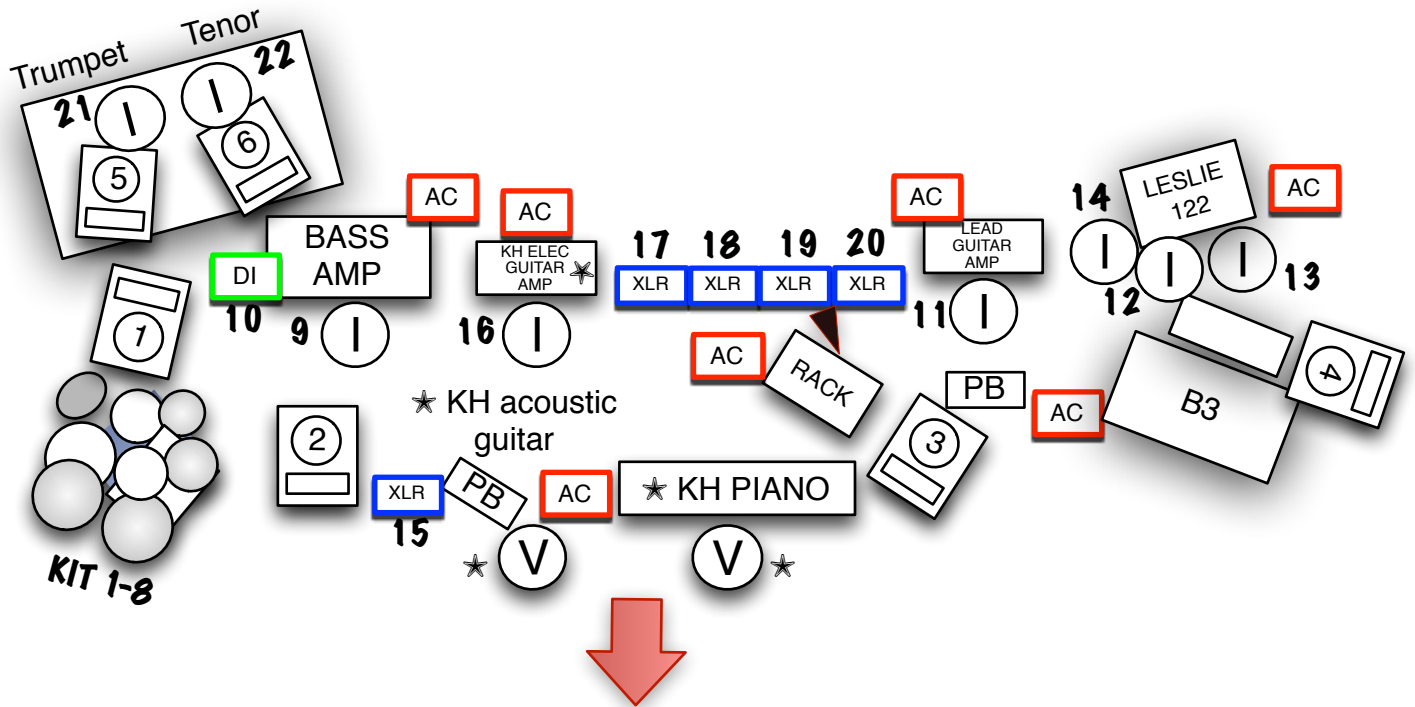 Trumpet
Tenor
21
22
5
6
AC
AC
AC
AC
14
LESLIE
122
BASS
AMP
DI
10
9
I
I
I
KH ELEC
GUITAR
AMP
16
I
17
18
19
20
XLR
XLR
XLR
XLR
LEAD
GUITAR
AMP
11
I
I
I
I
12
13
1
AC
RACK
PB
AC
B3
4
2
KH acoustic
guitar
3
XLR
15
PB
AC
KH PIANO
V
V
KIT 1-8